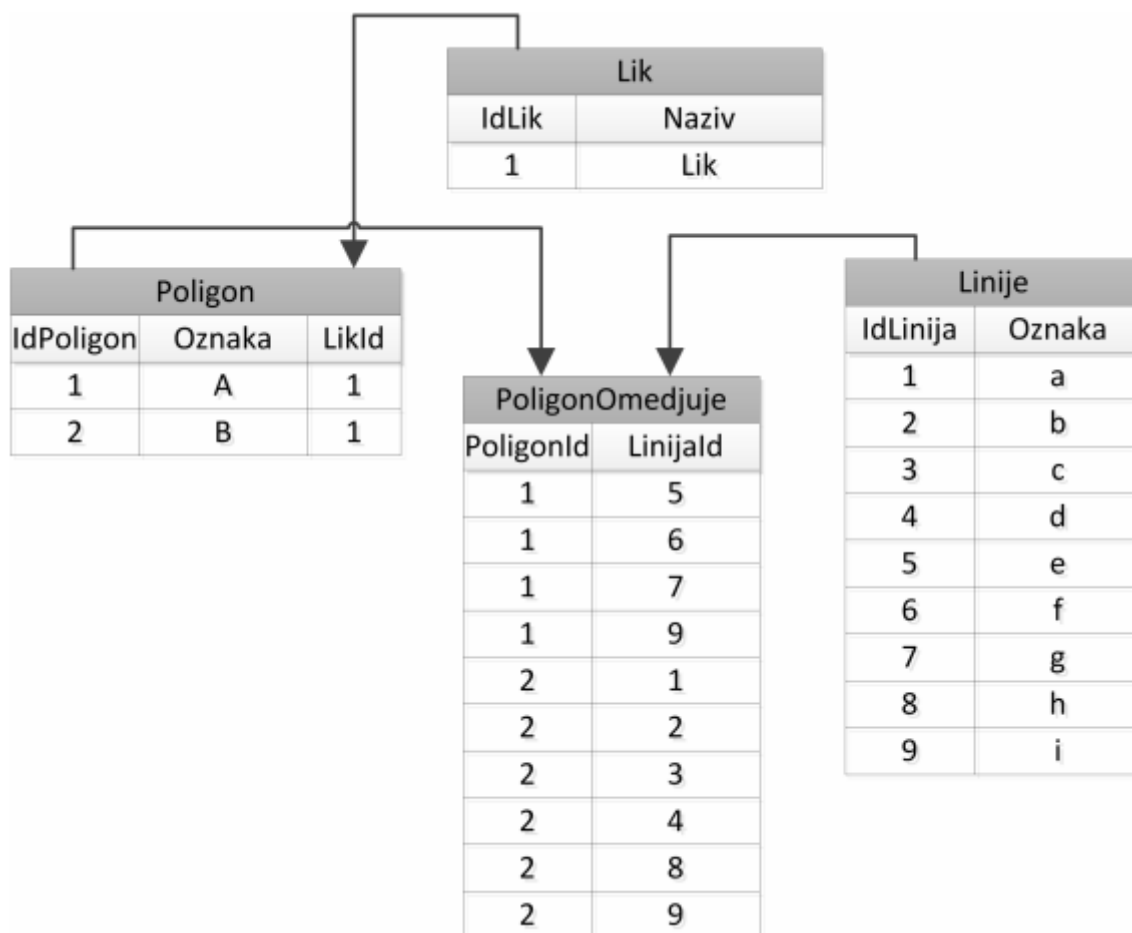 Lik
IdLik Naziv
1 Lik
Poligon
IdPoligon Oznaka LikId
1 A 1
2 B 1
PoligonOmedjuje
PoligonId LinijaId
1 5
1 6
1 7
1 9
2 1
2 2
2 3
2 4
2 8
2 9
Linije
IdLinija Oznaka
1 a
2 b
3 c
4 d
5 e
6 f
7 g
8 h
9 i